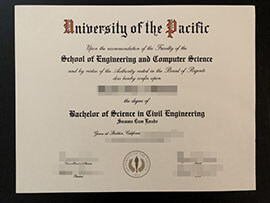 University of the Pacific
Upon the recommendation of the Faculty of the
School of Engineering and Computer Science
and by virtue of the Authority vested in the Board of Regents
does hereby confer upon
the degree of
Bachelor of Science in Civil Engineering
Summa Cum Laude
Given at Stockton, California